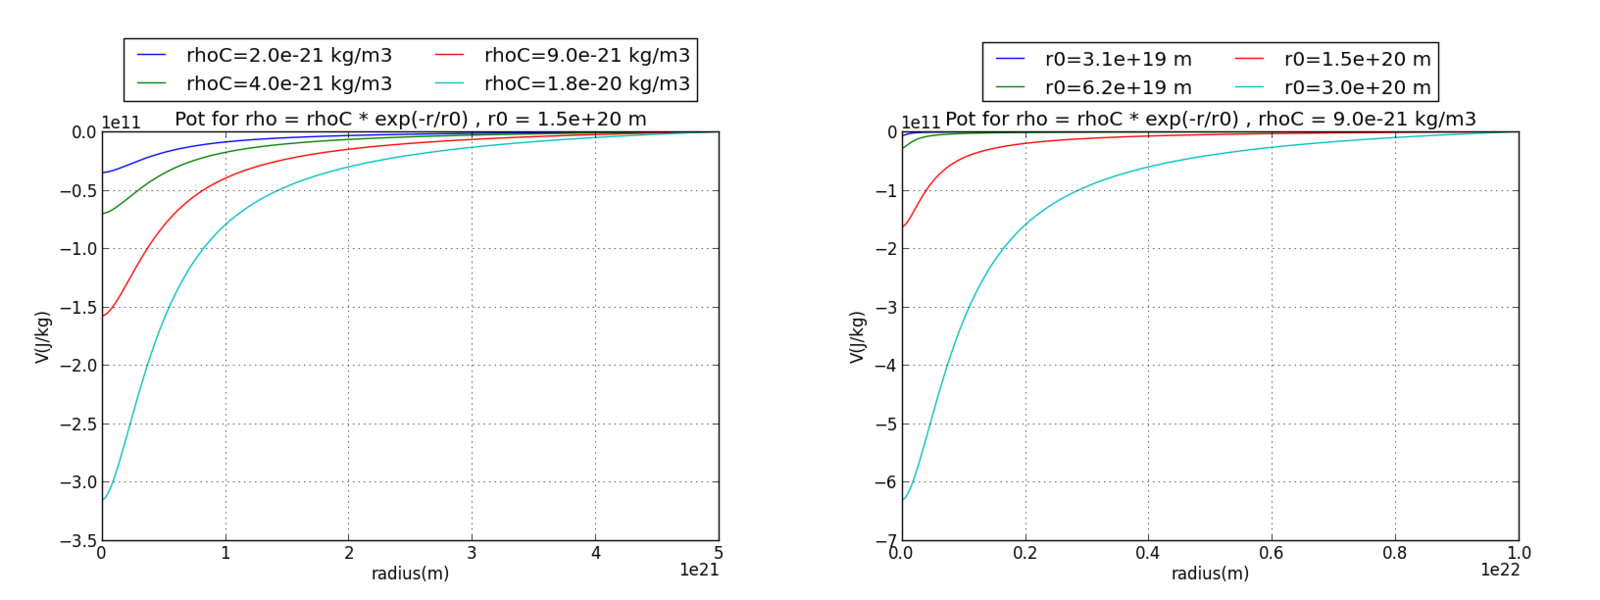 rhoC=2.0e-21 kg/m3
rhoC=9.0e-21 kg/m3
rhoC=4.0e-21 kg/m3
rhoC=1.8e-20 kg/m3
1e11
Pot for rho = rhoC * exp(-r/r0) , r0 = 1.5e+20 m
0.0
−0.5
−1.0
−1.5
−2.0
−2.5
−3.0
−3.5
V(J/kg)
0
1
2
3
4
5
radius(m)
1e21
r0=3.1e+19 m
r0=1.5e+20 m
r0=6.2e+19 m
r0=3.0e+20 m
1e11
Pot for rho = rhoC * exp(-r/r0) , rhoC = 9.0e-21 kg/m3
0
−1
−2
−3
−4
−5
−6
−7
V(J/kg)
0.0
0.2
0.4
0.6
0.8
1.0
radius(m)
1e22